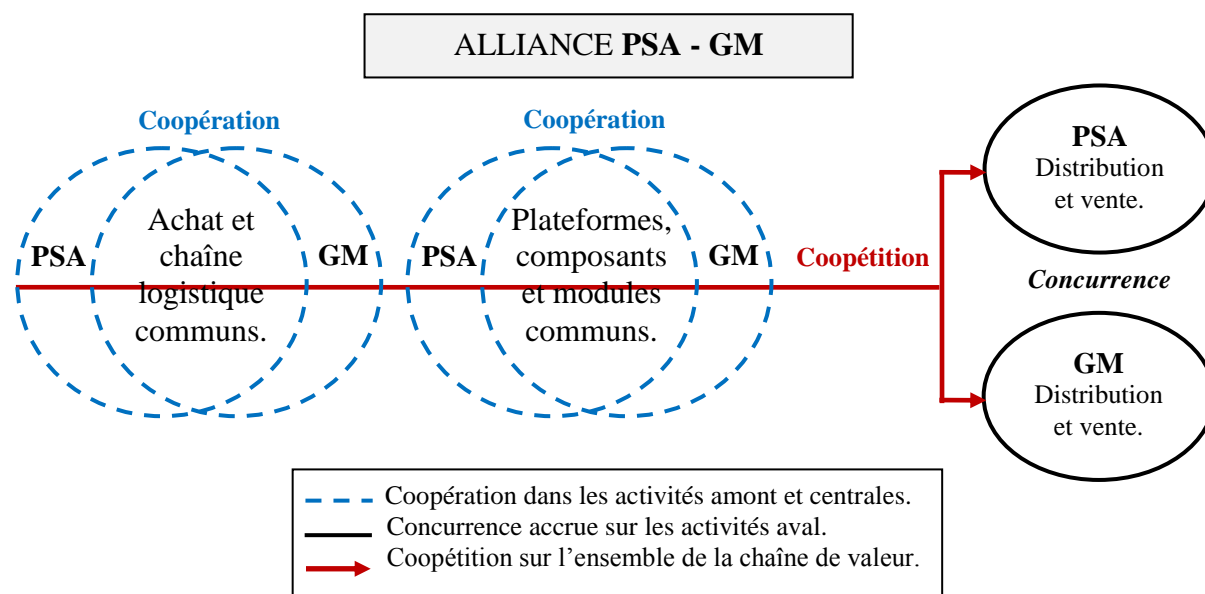 ALLIANCE PSA - GM
Coopération
Coopération
PSA
Achat et
chaîne
logistique
communs.
GM
PSA
Plateformes,
composants
et modules
communs.
GM
Coopétition
PSA
Distribution
et vente.
Concurrence
GM
Distribution
et vente.
Coopération dans les activités amont et centrales.
Concurrence accrue sur les activités aval.
Coopétition sur l’ensemble de la chaîne de valeur.